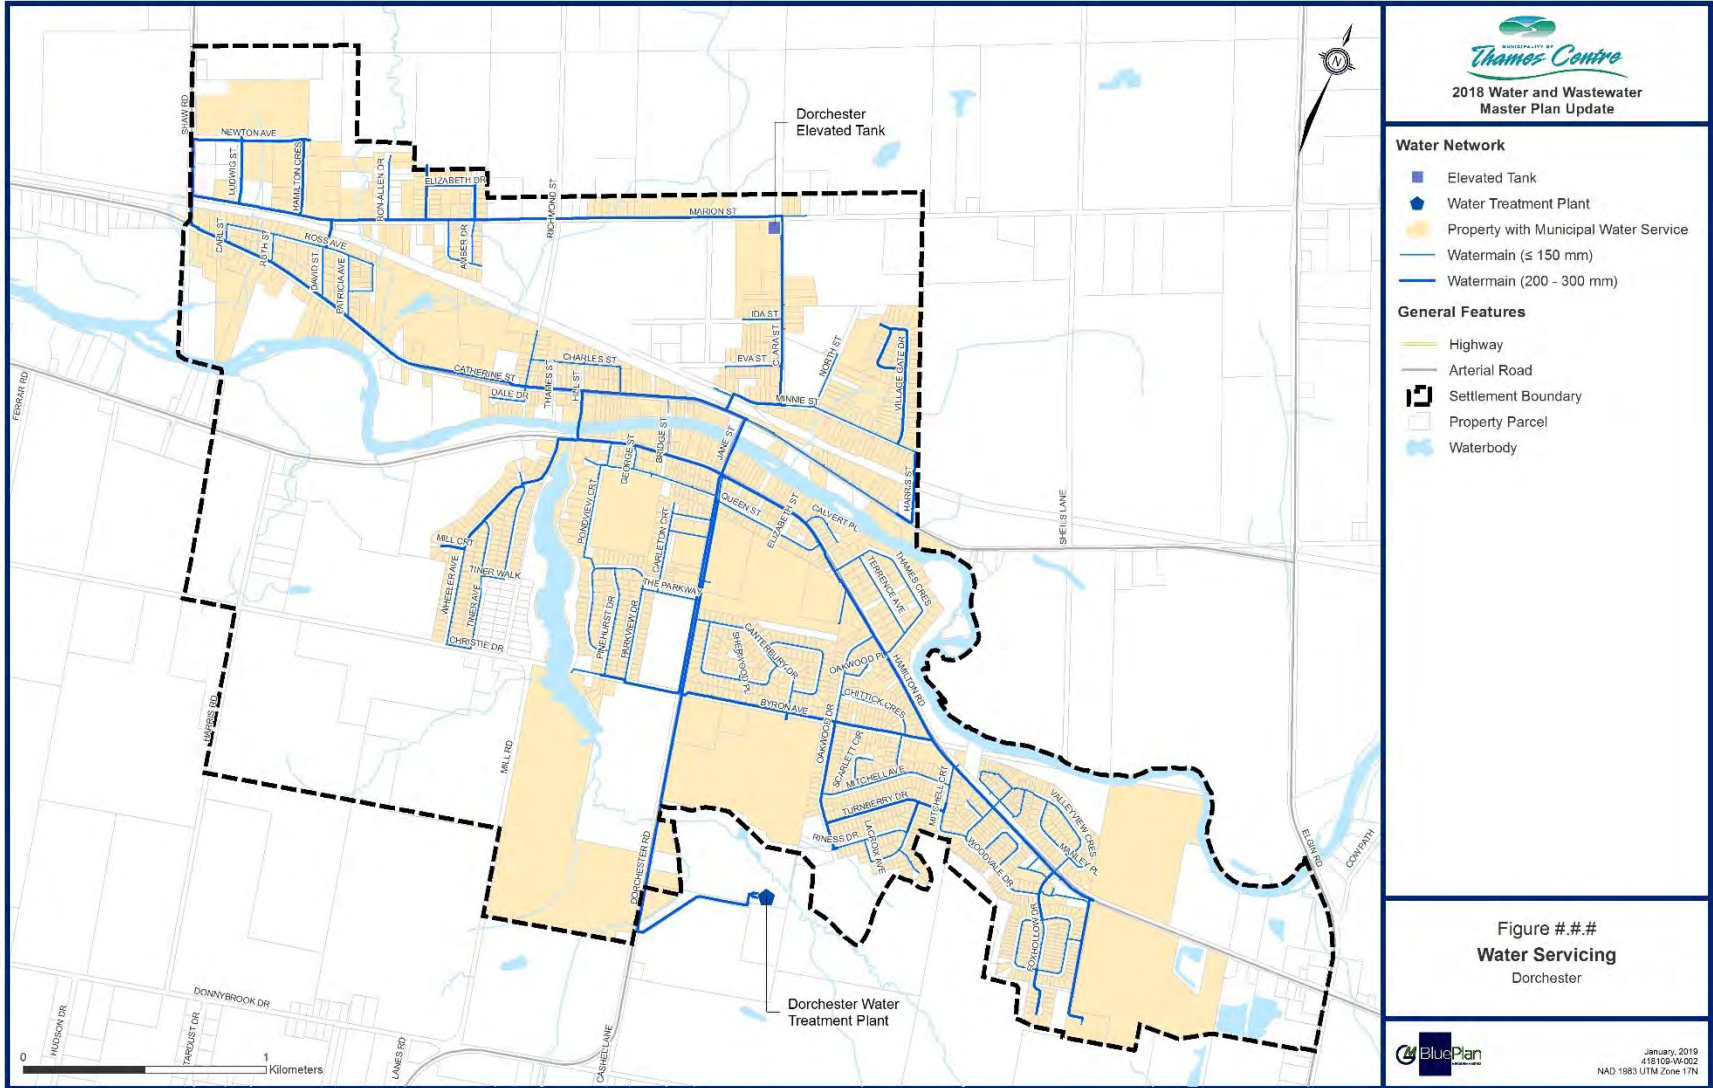 MUNICIPALITY OF
Thames Centre
2018 Water and Wastewater
Master Plan Update
Water Network
Elevated Tank
Water Treatment Plant
Property with Municipal Water Service
Watermain (≤ 150 mm)
Watermain (200 - 300 mm)
General Features
Highway
Arterial Road
Settlement Boundary
Property Parcel
Waterbody
Figure #.#.#
Water Servicing
Dorchester
BluePlan
January, 2019
418109-W-002
NAD 1983 UTM Zone 17N
N
Dorchester
Elevated Tank
SHAW RD
NEWTON AVE
LUDWIG ST
HAMILTON CRES
RON-ALLEN DR
ELIZABETH DR
RICHMOND ST
MARION ST
CARL ST
RUTH ST
ROSS AVE
DAVID ST
PATRICIA AVE
AMBER DR
IDA ST
CLARA ST
EVA ST
NORTH ST
VILLAGE GATE DR
CHARLES ST
CATHERINE ST
DALE DR
THAMES ST
HILL ST
MINNIE ST
FERRAR RD
GEORGE ST
BRIDGE ST
JANE ST
HARRIS ST
SHEILS LANE
QUEEN ST
ELIZABETH ST
CALVERT PL
PONDVIEW CRT
CARLETON CRT
MILL CRT
TINER WALK
WHEELER AVE
TINER AVE
CHRISTIE DR
THE PARKWAY
PINEHURST DR
PARKVIEW DR
TERRENCE AVE
THAMES CRES
CANTERBURY DR
SHERWOOD PL
OAKWOOD PL
HAMILTON RD
CHITTICK CRES
BYRON AVE
OAKWOOD DR
HARRIS RD
MILL RD
SCARLETT CIR
MITCHELL AVE
TURNBERRY DR
MITCHELL CRT
RINESS DR
LACROIX AVE
VALLEYVIEW CRES
MANLEY PL
WOODVALE DR
FOXHOLLOW DR
ELGIN RD
COW PATH
DORCHESTER RD
Dorchester Water
Treatment Plant
DONNYBROOK DR
HUDSON DR
TARDUST DR
LANES RD
CASHEL LANE
0
1
Kilometers